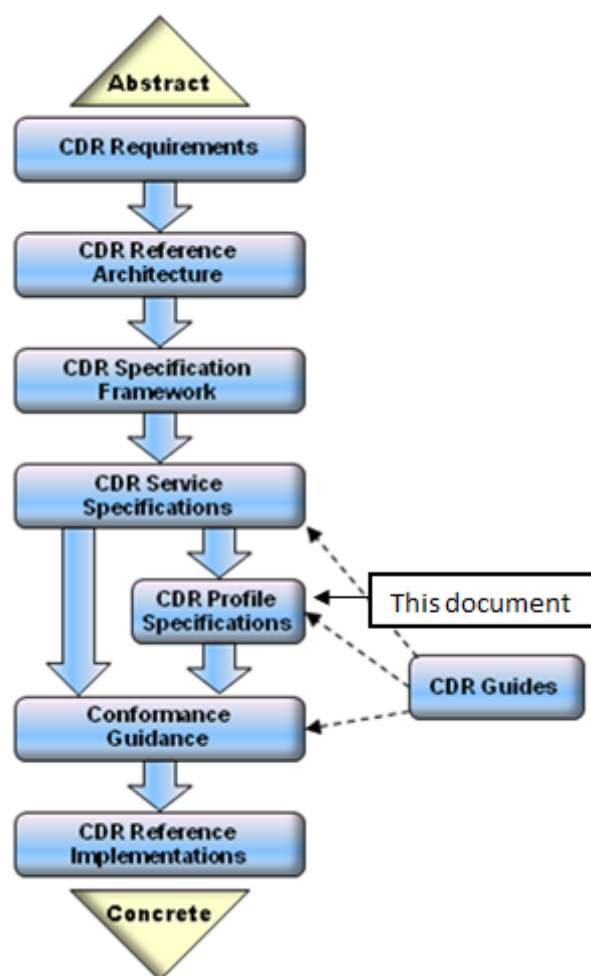 Abstract
CDR Requirements
CDR Reference
Architecture
CDR Specification
Framework
CDR Service
Specifications
CDR Profile
Specifications
This document
CDR Guides
Conformance
Guidance
CDR Reference
Implementations
Concrete